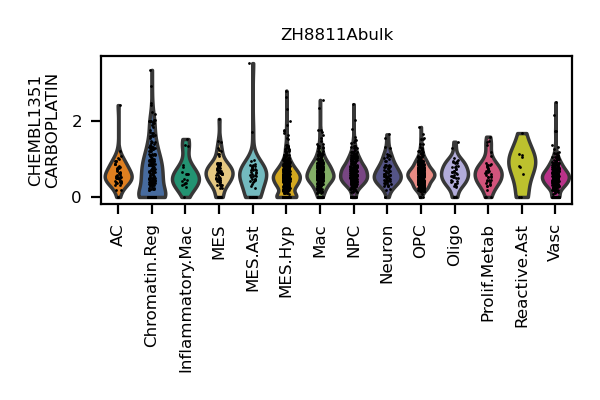 ZH8811Abulk
CHEMBL1351
CARBOPLATIN
2
0
AC
Chromatin.Reg
Inflammatory.Mac
MES
MES.Ast
MES.Hyp
Mac
NPC
Neuron
OPC
Oligo
Prolif.Metab
Reactive.Ast
Vasc